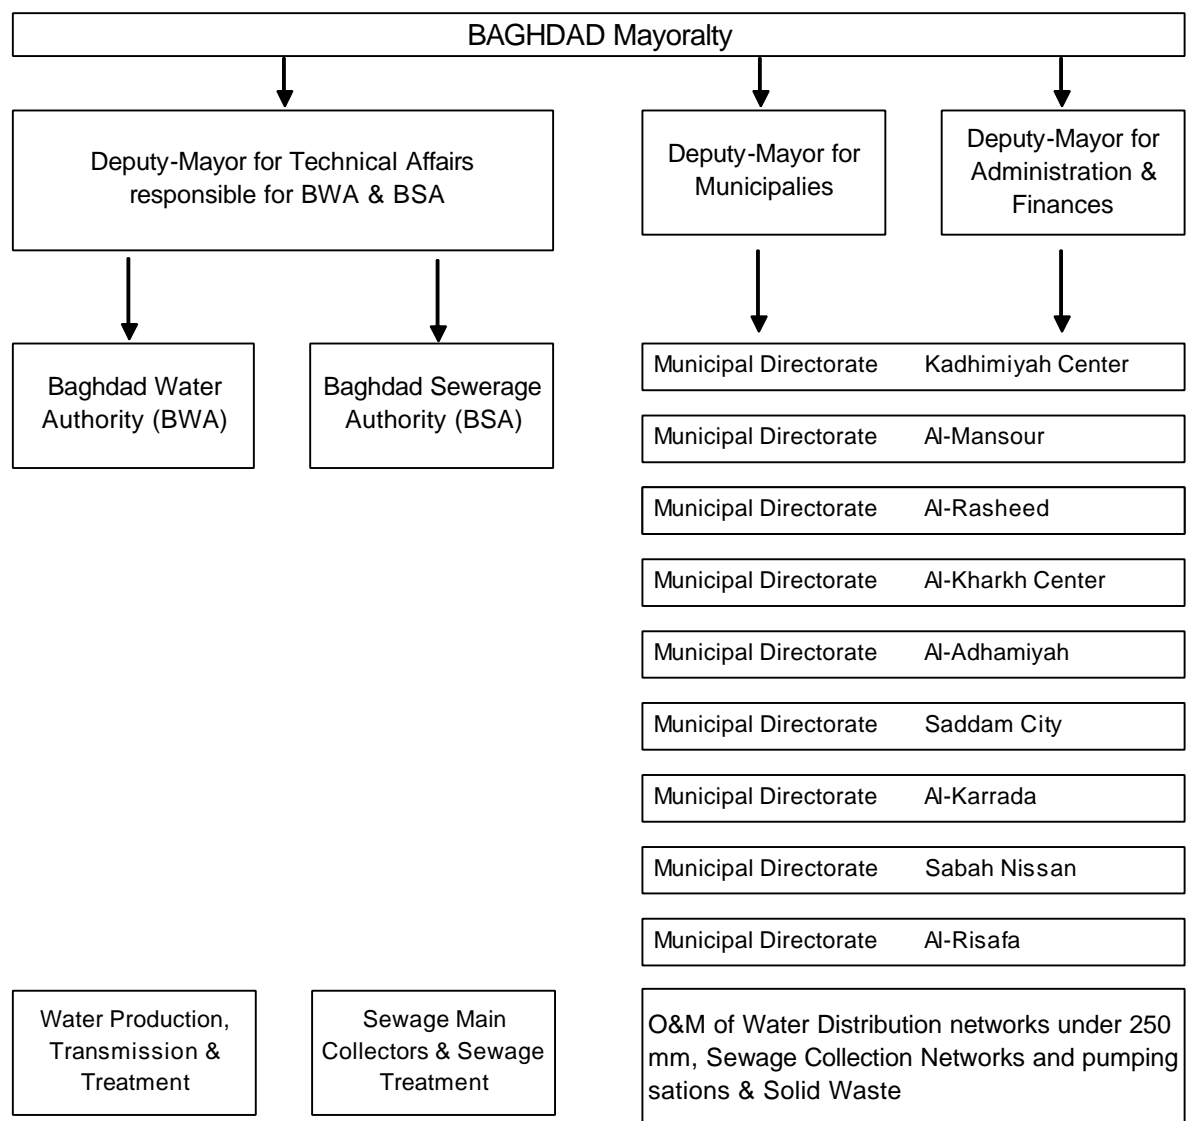 BAGHDAD Mayoralty
Deputy-Mayor for Technical Affairs
responsible for BWA & BSA
Deputy-Mayor for
Municipalies
Deputy-Mayor for
Administration &
Finances
Baghdad Water
Authority (BWA)
Baghdad Sewerage
Authority (BSA)
Municipal Directorate Kadhimiyah Center
Municipal Directorate Al-Mansour
Municipal Directorate Al-Rasheed
Municipal Directorate Al-Kharkh Center
Municipal Directorate Al-Adhamiyah
Municipal Directorate Saddam City
Municipal Directorate Al-Karrada
Municipal Directorate Sabah Nissan
Municipal Directorate Al-Risafa
Water Production,
Transmission &
Treatment
Sewage Main
Collectors & Sewage
Treatment
O&M of Water Distribution networks under 250
mm, Sewage Collection Networks and pumping
sations & Solid Waste